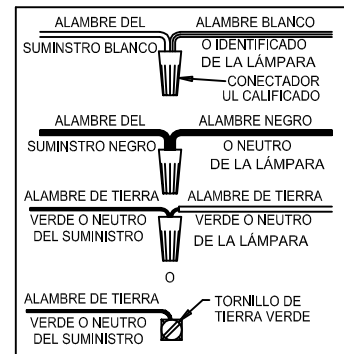 ALAMBRE DEL ALAMBRE BLANCO
SUMINSTRO BLANCO O IDENTIFICADO
DE LA LÁMPARA
CONECTADOR
UL CALIFICADO
ALAMBRE DEL ALAMBRE NEGRO
SUMINSTRO NEGRO O NEUTRO
DE LA LÁMPARA
ALAMBRE DE TIERRA ALAMBRE DE TIERRA
VERDE O NEUTRO VERDE O NEUTRO
DEL SUMINISTRO DE LA LÁMPARA
O
ALAMBRE DE TIERRA TORNILLO DE
VERDE O NEUTRO TIERRA VERDE
DEL SUMINISTRO